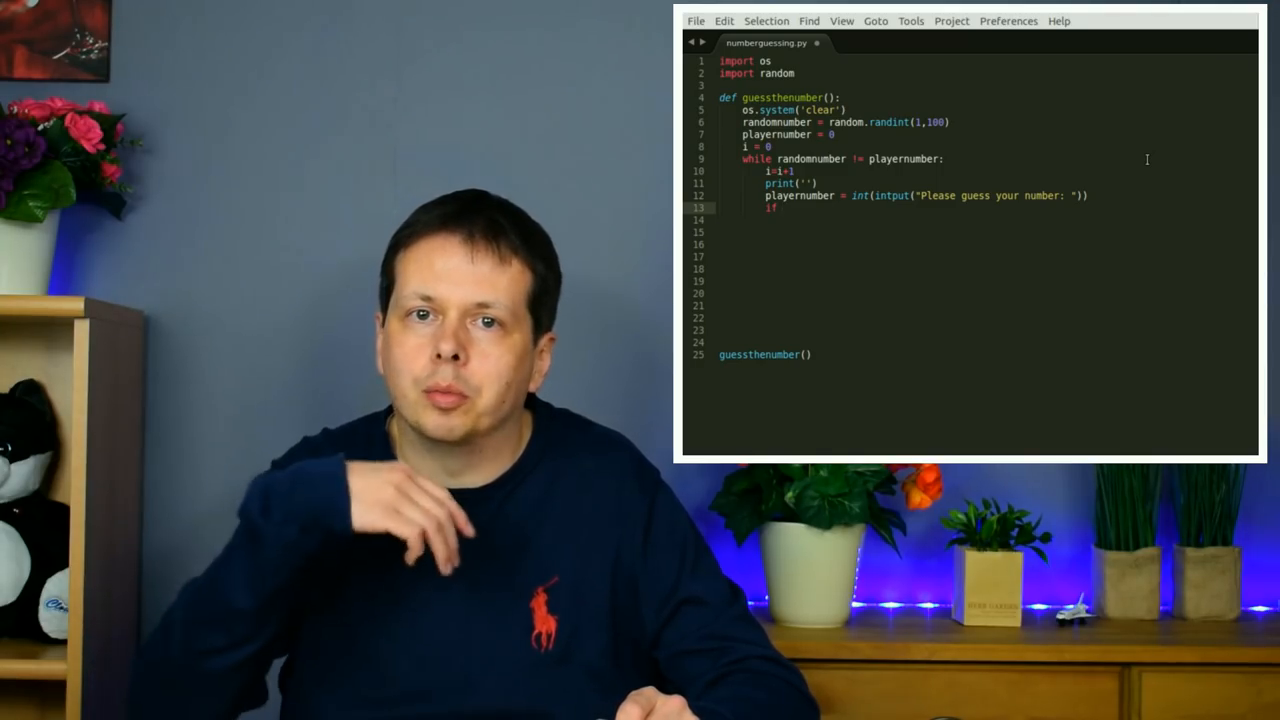 File Edit Selection Find View Goto Tools Project Preferences Help
numberguessing.py
1 import os
2 import random
3
4 def guessthenumber():
5 os.system('clear')
6 randomnumber = random.randint(1,100)
7 playernumber = 0
8 i = 0
9 while randomnumber != playernumber:
10 i=i+1
11 print('')
12 playernumber = int(intput("Please guess your number: "))
13 if
14
15
16
17
18
19
20
21
22
23
24
25 guessthenumber()